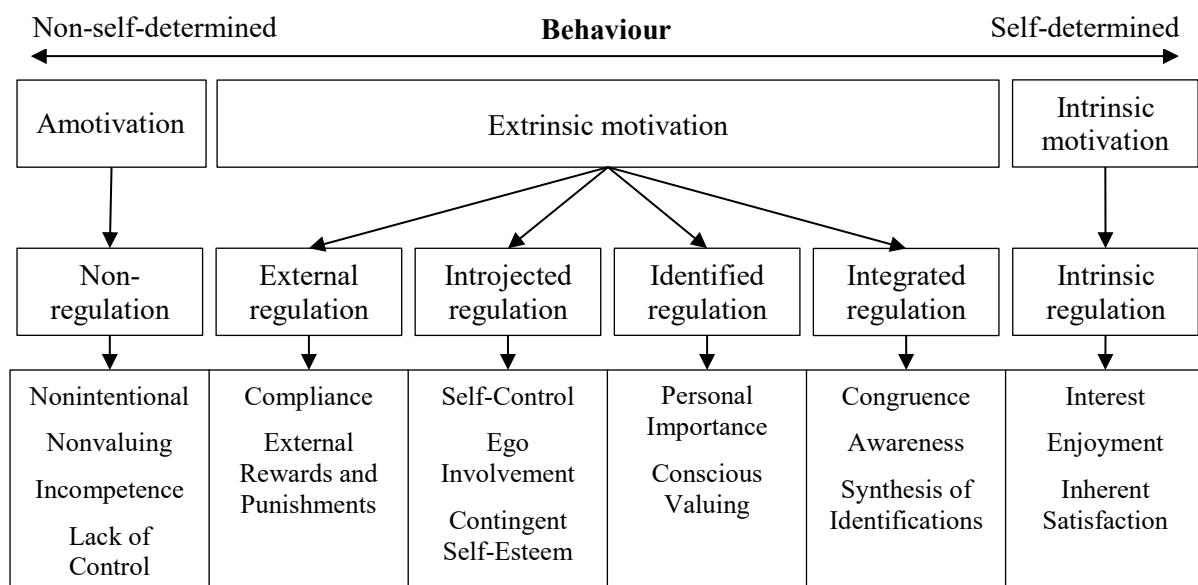 Non-self-determined
Behaviour
Self-determined
Amotivation
Extrinsic motivation
Intrinsic
motivation
Non-
regulation
External
regulation
Introjected
regulation
Identified
regulation
Integrated
regulation
Intrinsic
regulation
Nonintentional
Nonvaluing
Incompetence
Lack of
Control
Compliance
External
Rewards and
Punishments
Self-Control
Ego
Involvement
Contingent
Self-Esteem
Personal
Importance
Conscious
Valuing
Congruence
Awareness
Synthesis of
Identifications
Interest
Enjoyment
Inherent
Satisfaction